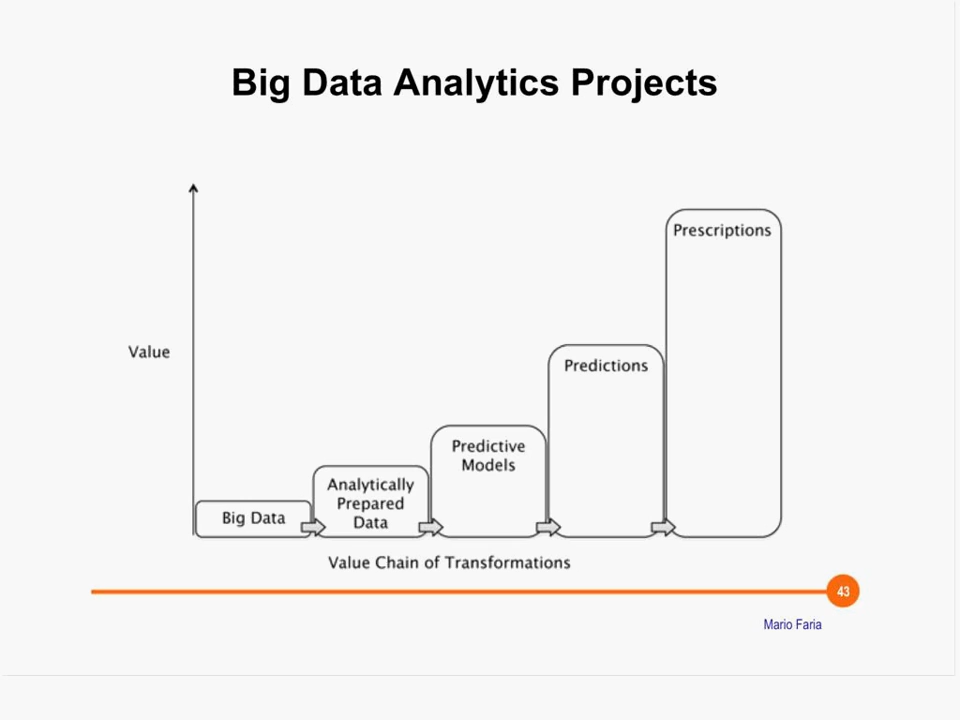 Big Data Analytics Projects
Prescriptions
Value
Predictions
Predictive
Models
Analytically
Prepared
Data
Big Data
Value Chain of Transformations
43
Mario Faria